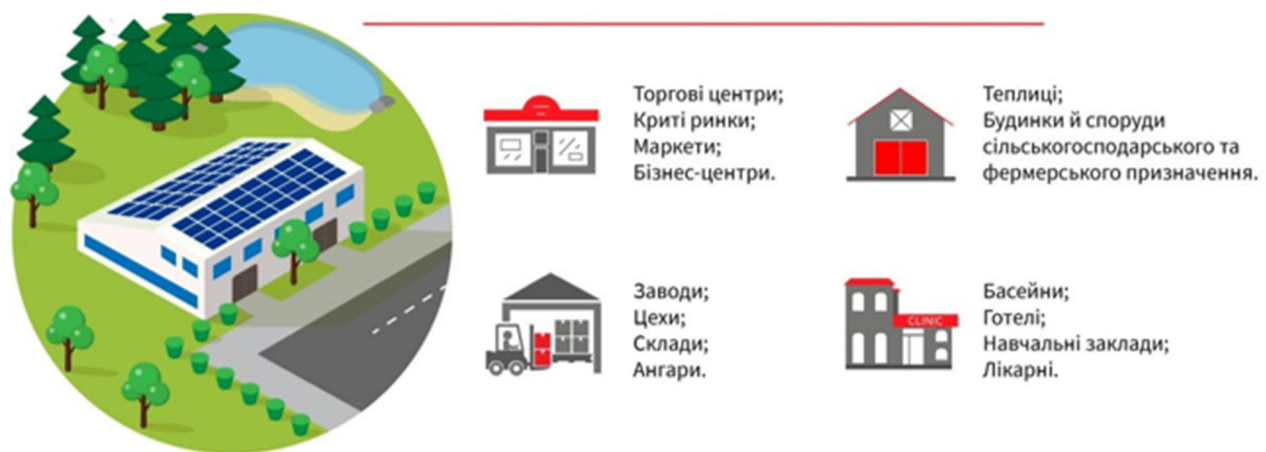 Торгові центри;
Криті ринки;
Маркети;
Бізнес-центри.
Теплиці;
Будинки й споруди
сільськогосподарського та
фермерського призначення.
Заводи;
Цехи;
Склади;
Ангари.
CLINIC
Басейни;
Готелі;
Навчальні заклади;
Лікарні.